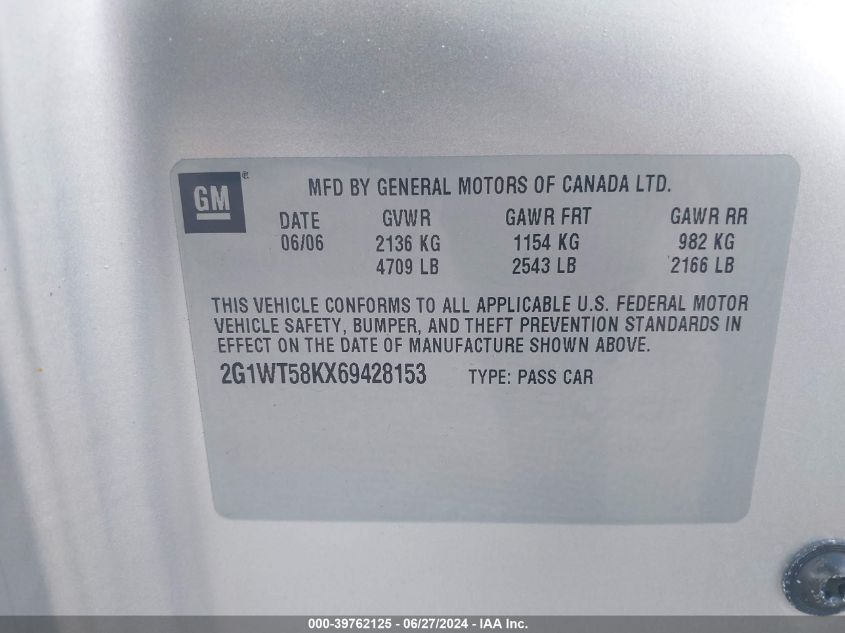 GM®
MFD BY GENERAL MOTORS OF CANADA LTD.
DATE GVWR GAWR FRT GAWR RR
06/06 2136 KG 1154 KG 982 KG
4709 LB 2543 LB 2166 LB
THIS VEHICLE CONFORMS TO ALL APPLICABLE U.S. FEDERAL MOTOR
VEHICLE SAFETY, BUMPER, AND THEFT PREVENTION STANDARDS IN
EFFECT ON THE DATE OF MANUFACTURE SHOWN ABOVE.
2G1WT58KX69428153 TYPE: PASS CAR
000-39762125 - 06/27/2024 - IAA Inc.